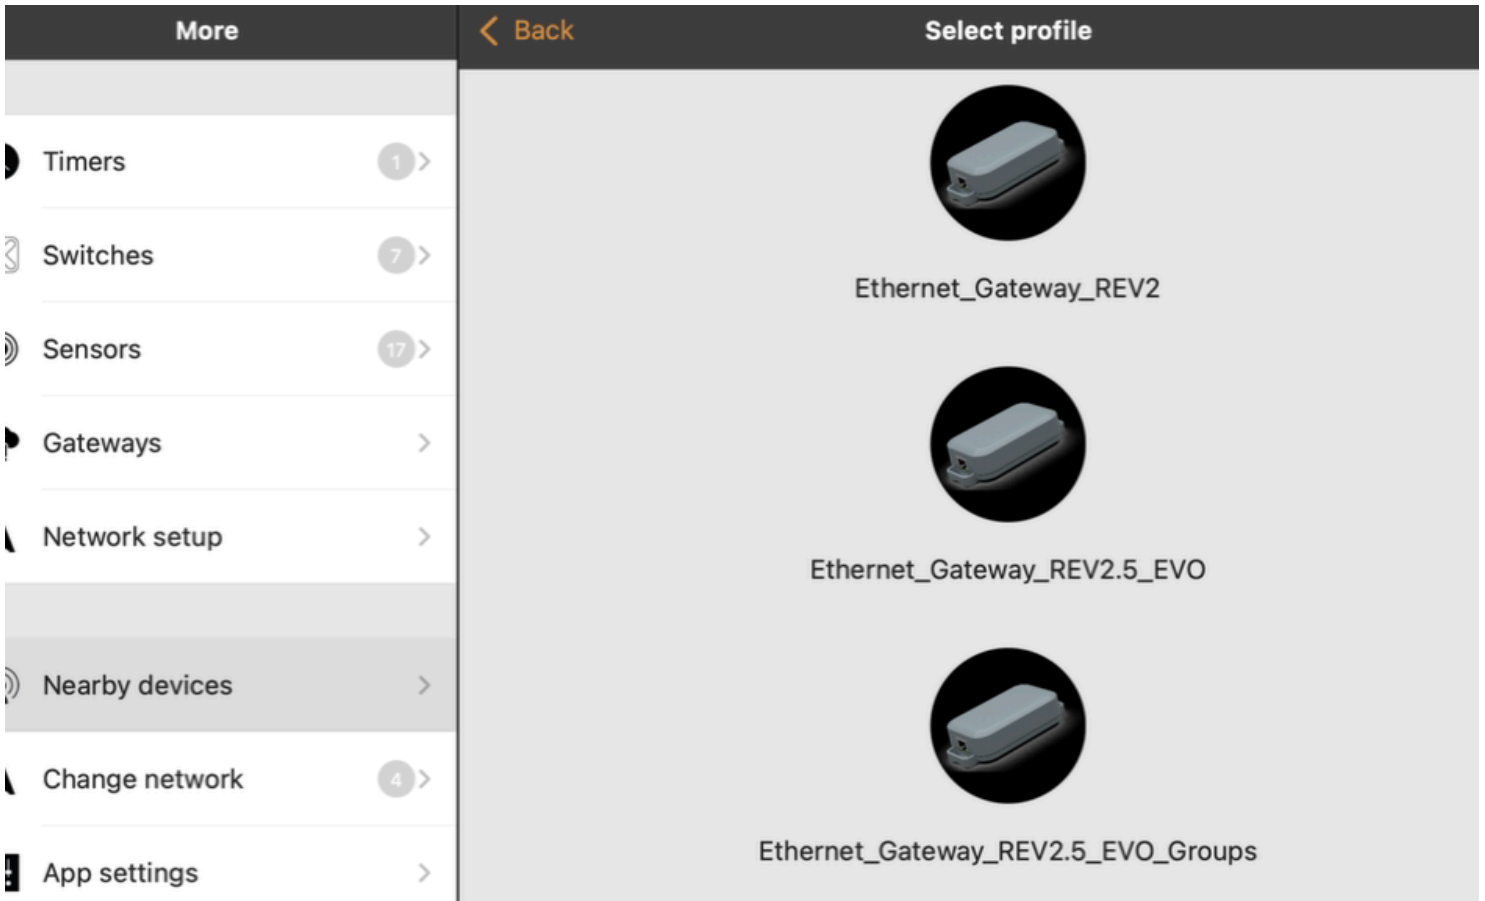 More
Back
Select profile
Timers
1
Switches
7
Sensors
17
Gateways
Network setup
Nearby devices
Change network
4
App settings
Ethernet_Gateway_REV2
Ethernet_Gateway_REV2.5_EVO
Ethernet_Gateway_REV2.5_EVO_Groups